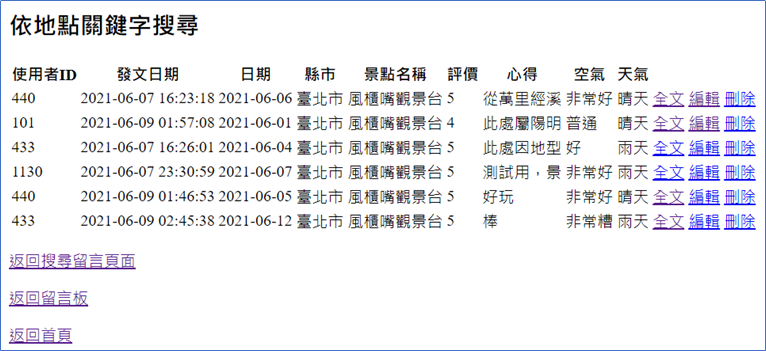 依地點關鍵字搜尋
使用者ID 發文日期 日期 縣市 景點名稱 評價 心得 空氣 天氣
440 2021-06-07 16:23:18 2021-06-06 臺北市 風櫃嘴觀景台 5 從萬里經溪 非常好 晴天 全文 編輯 刪除
101 2021-06-09 01:57:08 2021-06-01 臺北市 風櫃嘴觀景台 4 此處屬陽明 普通 晴天 全文 編輯 刪除
433 2021-06-07 16:26:01 2021-06-04 臺北市 風櫃嘴觀景台 5 此處因地型 好 雨天 全文 編輯 刪除
1130 2021-06-07 23:30:59 2021-06-07 臺北市 風櫃嘴觀景台 5 測試用，景 非常好 雨天 全文 編輯 刪除
440 2021-06-09 01:46:53 2021-06-05 臺北市 風櫃嘴觀景台 5 好玩 非常好 晴天 全文 編輯 刪除
433 2021-06-09 02:45:38 2021-06-12 臺北市 風櫃嘴觀景台 5 棒 非常糟 雨天 全文 編輯 刪除
返回搜尋留言頁面
返回留言板
返回首頁